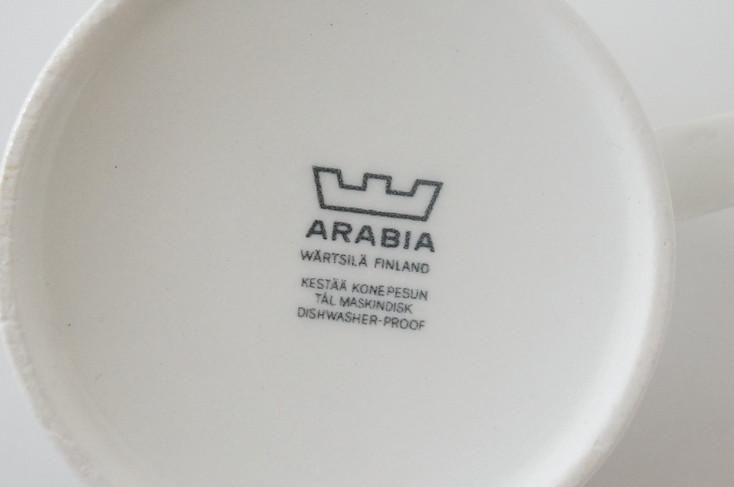 ARABIA
WÄRTSILÄ FINLAND
KESTÄÄ KONEPESUN
TÅL MASKINDISK
DISHWASHER-PROOF